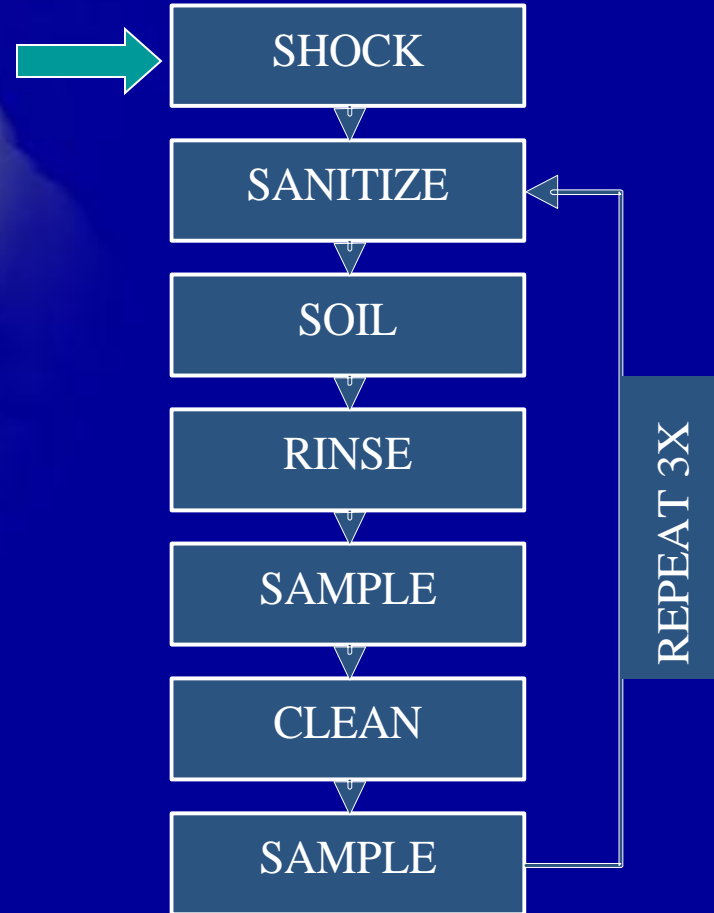 SHOCK
SANITIZE
SOIL
RINSE
SAMPLE
CLEAN
SAMPLE
REPEAT 3X